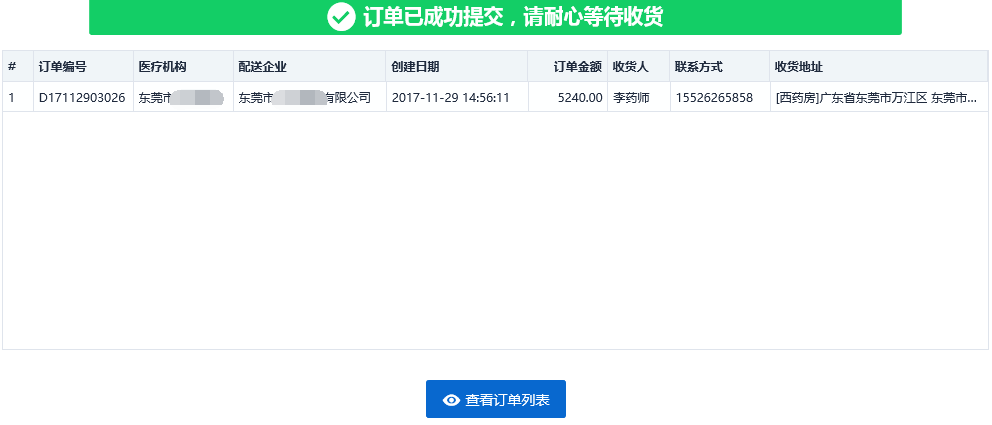 订单已成功提交，请耐心等待收货
# 订单编号 医疗机构 配送企业 创建日期 订单金额 收货人 联系方式 收货地址
1 D17112903026 东莞市 东莞市 有限公司 2017-11-29 14:56:11 5240.00 李药师 15526265858 [西药房]广东省东莞市万江区 东莞市...
查看订单列表